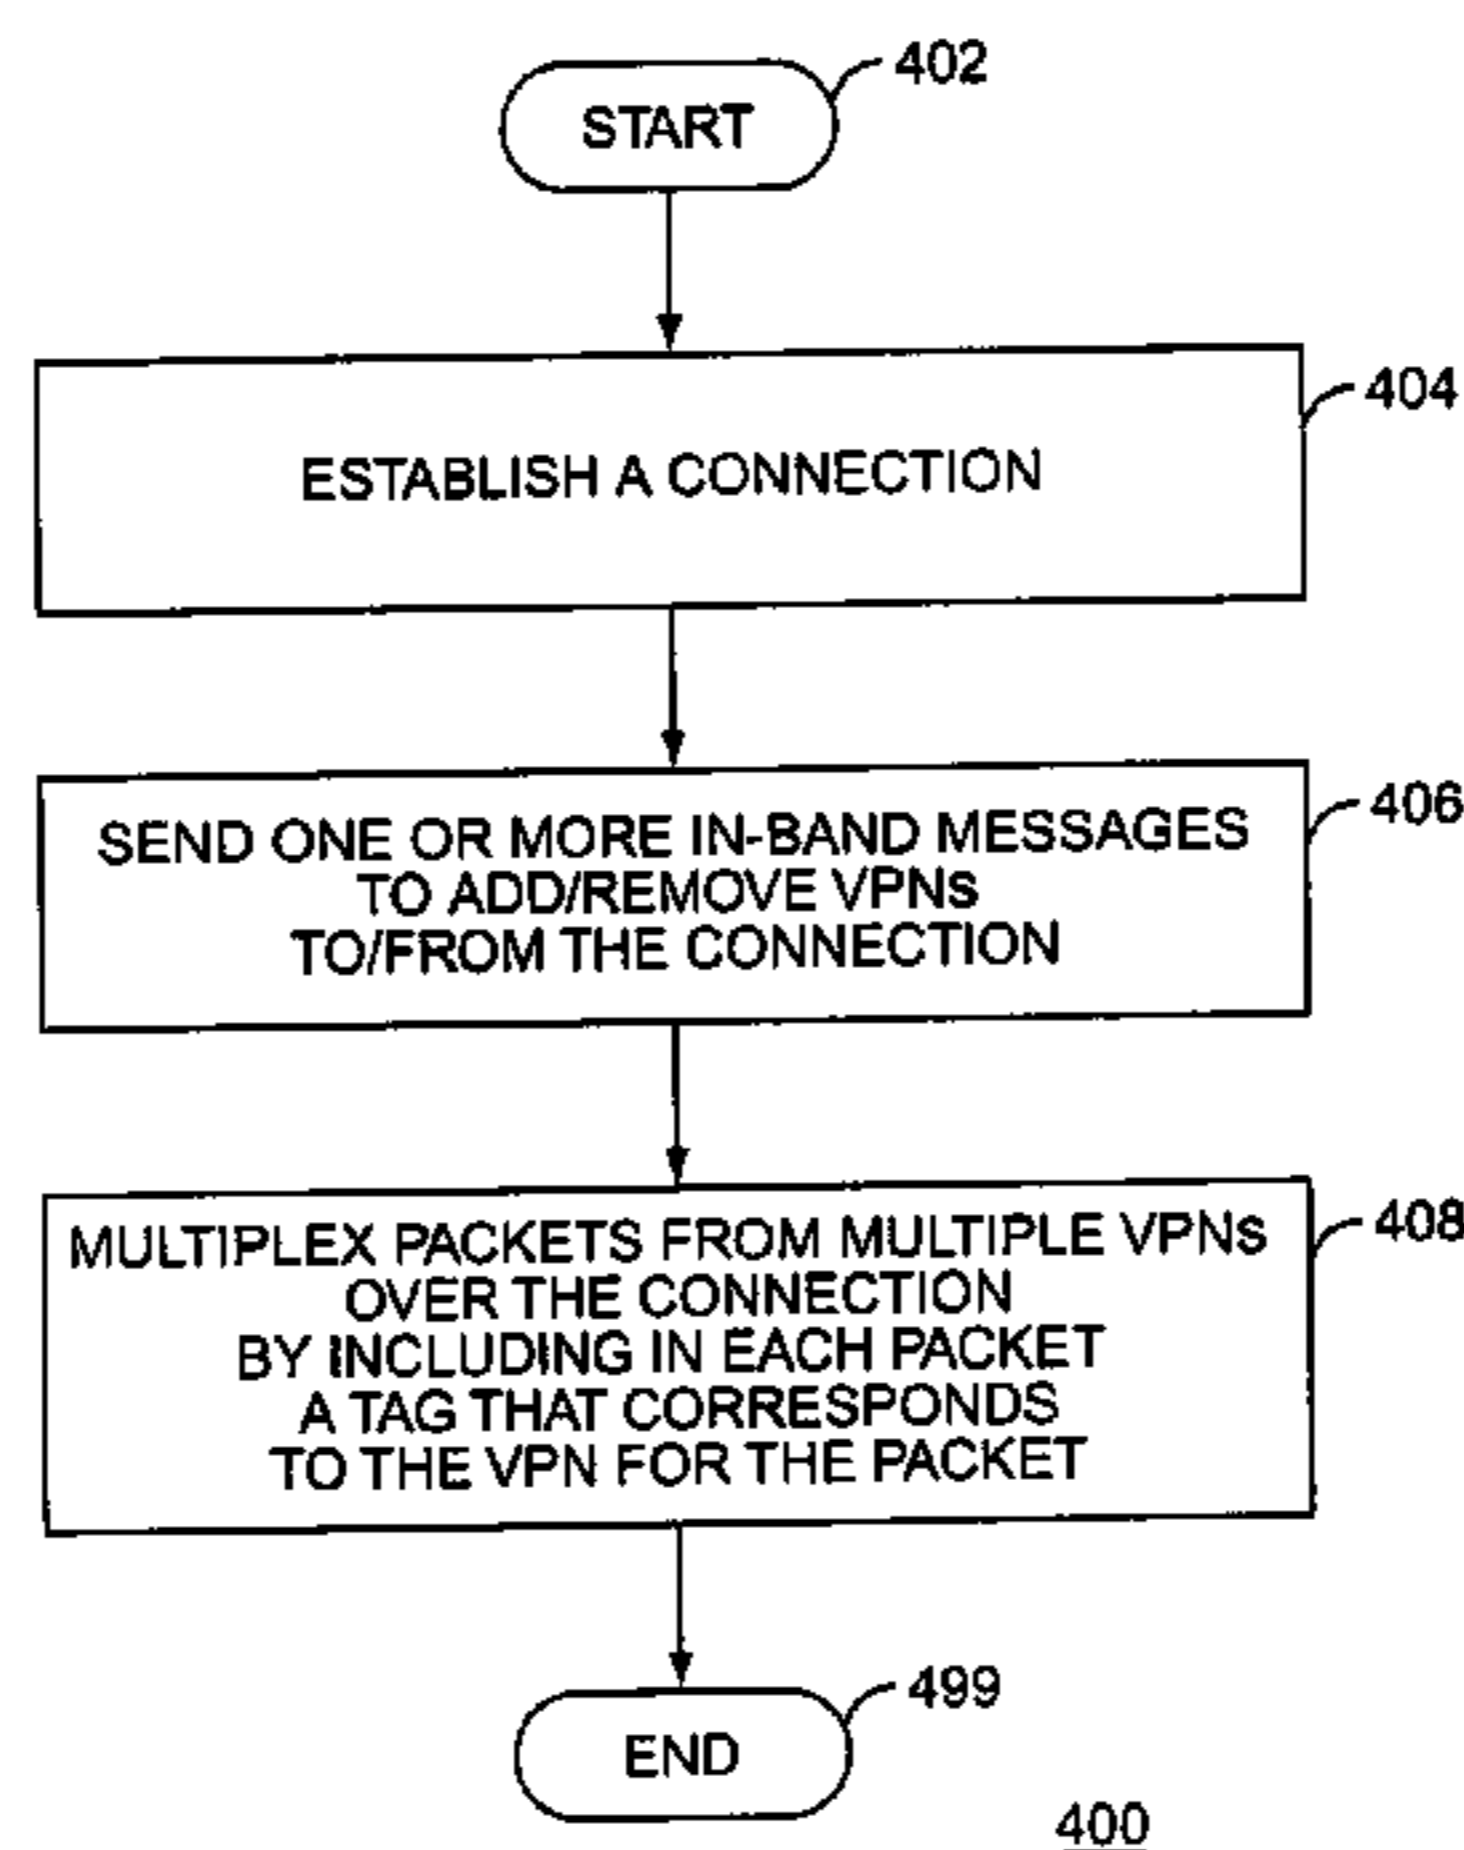 402
START
404
ESTABLISH A CONNECTION
406
SEND ONE OR MORE IN-BAND MESSAGES
TO ADD/REMOVE VPNs
TO/FROM THE CONNECTION
408
MULTIPLEX PACKETS FROM MULTIPLE VPNs
OVER THE CONNECTION
BY INCLUDING IN EACH PACKET
A TAG THAT CORRESPONDS
TO THE VPN FOR THE PACKET
499
END
400